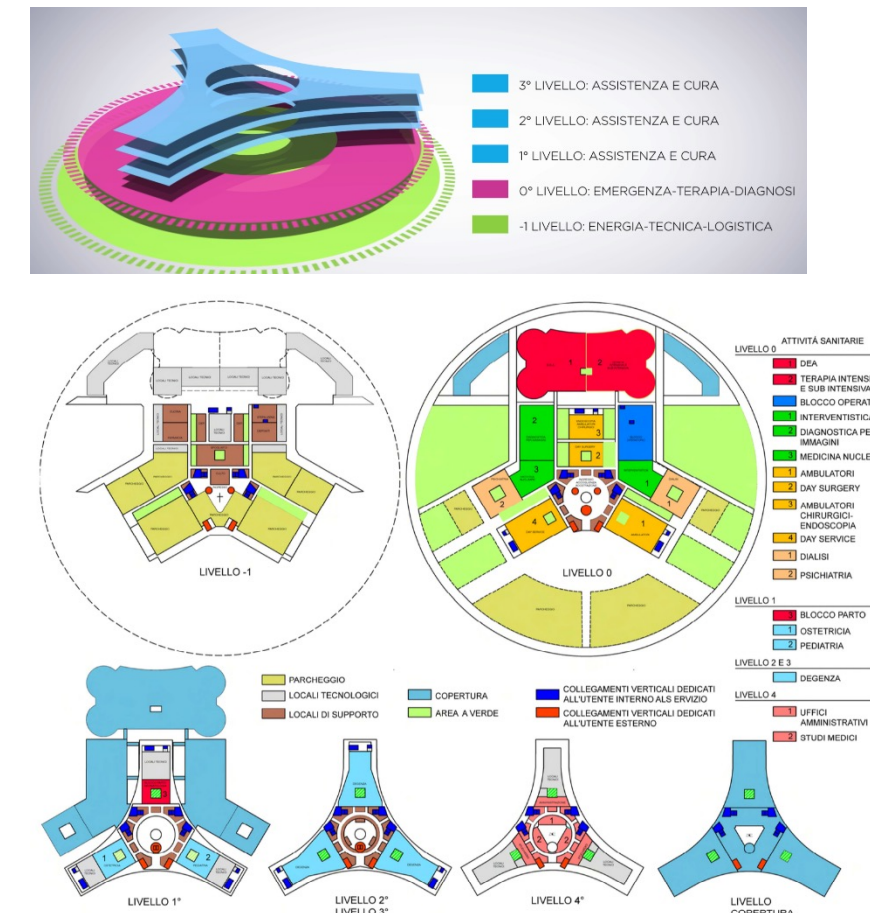 3° LIVELLO: ASSISTENZA E CURA
2° LIVELLO: ASSISTENZA E CURA
1° LIVELLO: ASSISTENZA E CURA
0° LIVELLO: EMERGENZA-TERAPIA-DIAGNOSI
-1 LIVELLO: ENERGIA-TECNICA-LOGISTICA
LIVELLO -1
LIVELLO 0
ATTIVITÁ SANITARIE
LIVELLO 0
1 DEA
2 TERAPIA INTENSI
E SUB INTENSIVA
BLOCCO OPERAT
1 INTERVENTISTICA
2 DIAGNOSTICA PE
IMMAGINI
3 MEDICINA NUCLE
1 AMBULATORI
2 DAY SURGERY
3 AMBULATORI
CHIRURGICI-
ENDOSCOPIA
4 DAY SERVICE
1 DIALISI
2 PSICHIATRIA
LIVELLO 1
3 BLOCCO PARTO
1 OSTETRICIA
2 PEDIATRIA
LIVELLO 2 E 3
DEGENZA
LIVELLO 4
1 UFFICI
AMMINISTRATIVI
2 STUDI MEDICI
PARCHEGGIO
LOCALI TECNOLOGICI
LOCALI DI SUPPORTO
COPERTURA
AREA A VERDE
COLLEGAMENTI VERTICALI DEDICATI
ALL'UTENTE INTERNO ALS ERVIZIO
COLLEGAMENTI VERTICALI DEDICATI
ALL'UTENTE ESTERNO
LIVELLO 1°
LIVELLO 2°
LIVELLO 3°
LIVELLO 4°
LIVELLO
COPERTURA